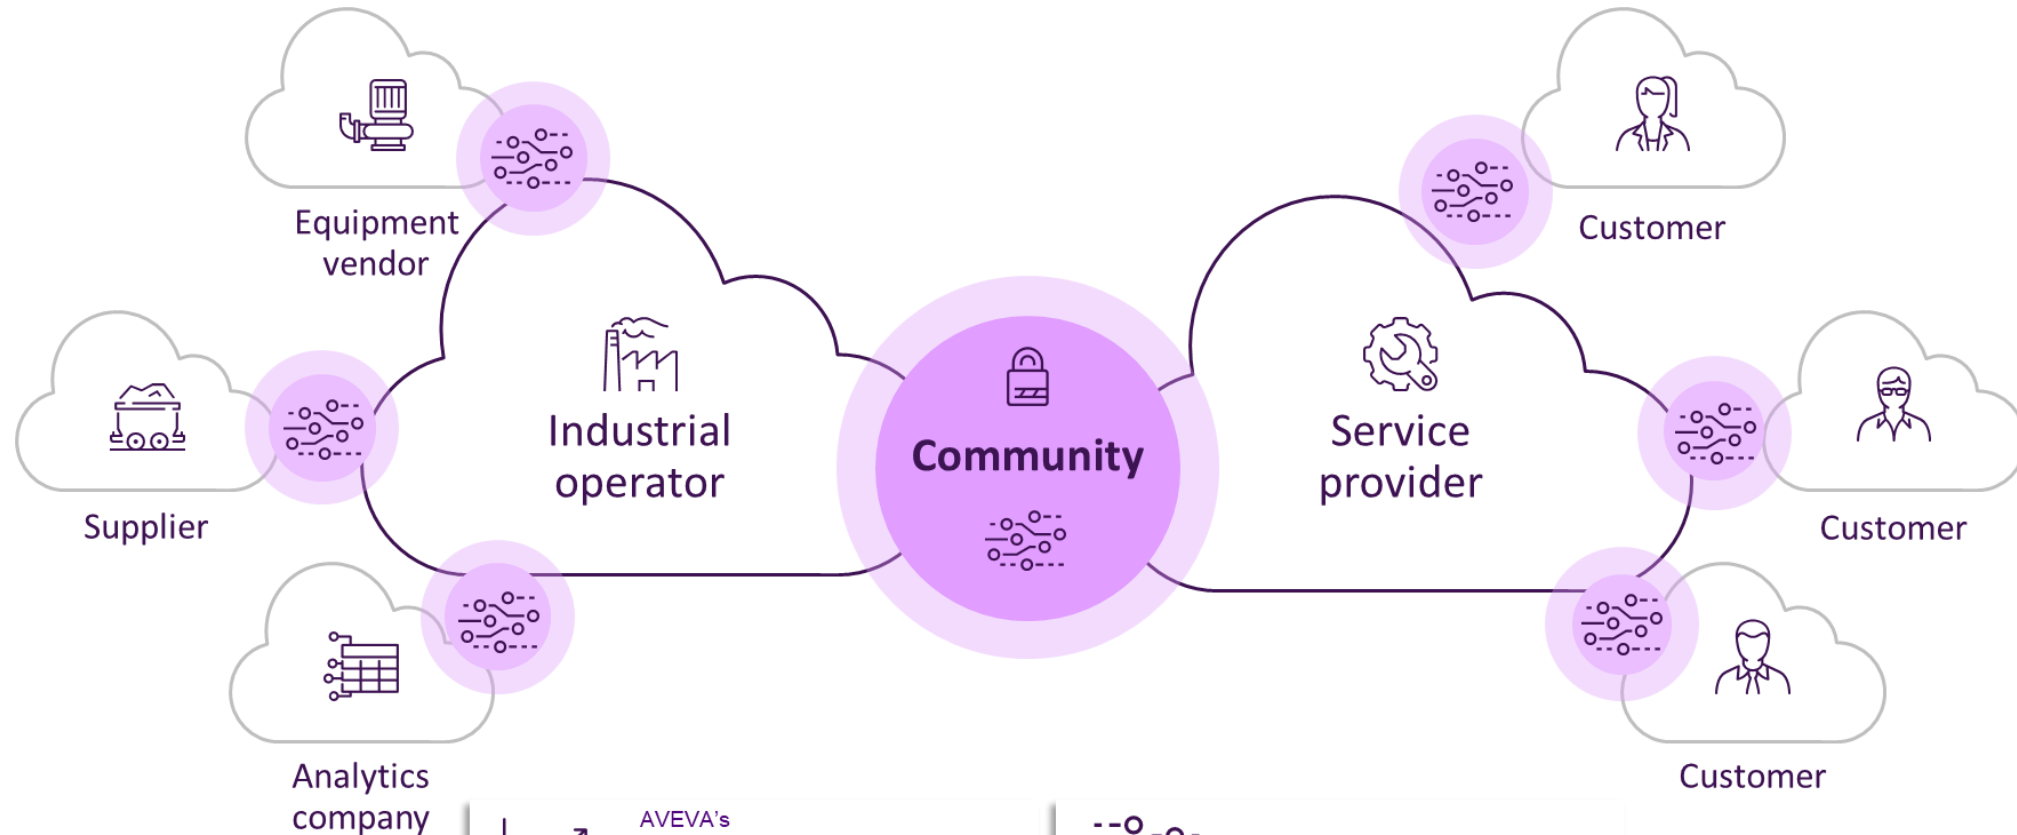 Equipment
vendor
Customer
Industrial
operator
Community
Service
provider
Supplier
Customer
Analytics
company
Customer
AVEVA's